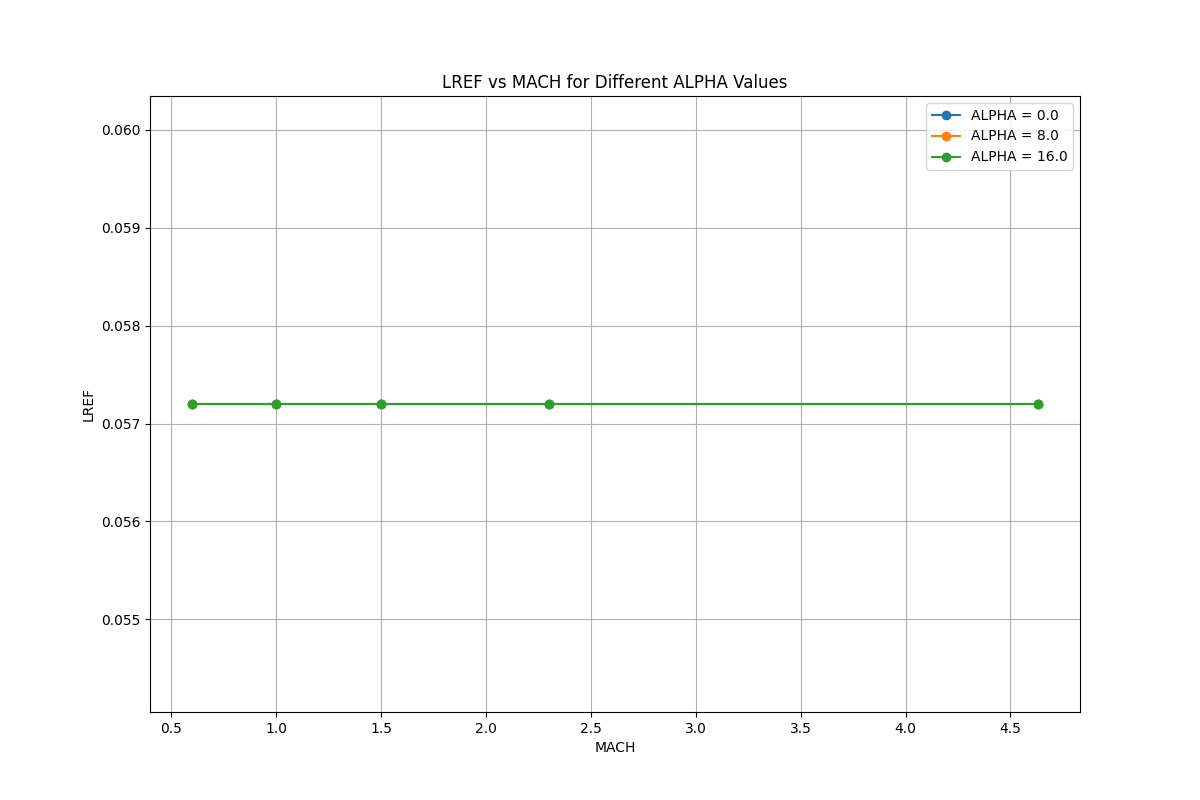 LREF vs MACH for Different ALPHA Values
ALPHA = 0.0
ALPHA = 8.0
ALPHA = 16.0
0.060
0.059
0.058
0.057
0.056
0.055
LREF
0.5 1.0 1.5 2.0 2.5 3.0 3.5 4.0 4.5
MACH